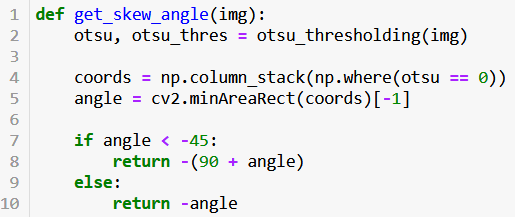 1 def get_skew_angle(img):
2     otsu, otsu_thres = otsu_thresholding(img)
3
4     coords = np.column_stack(np.where(otsu == 0))
5     angle = cv2.minAreaRect(coords)[-1]
6
7     if angle < -45:
8         return -(90 + angle)
9     else:
10         return -angle